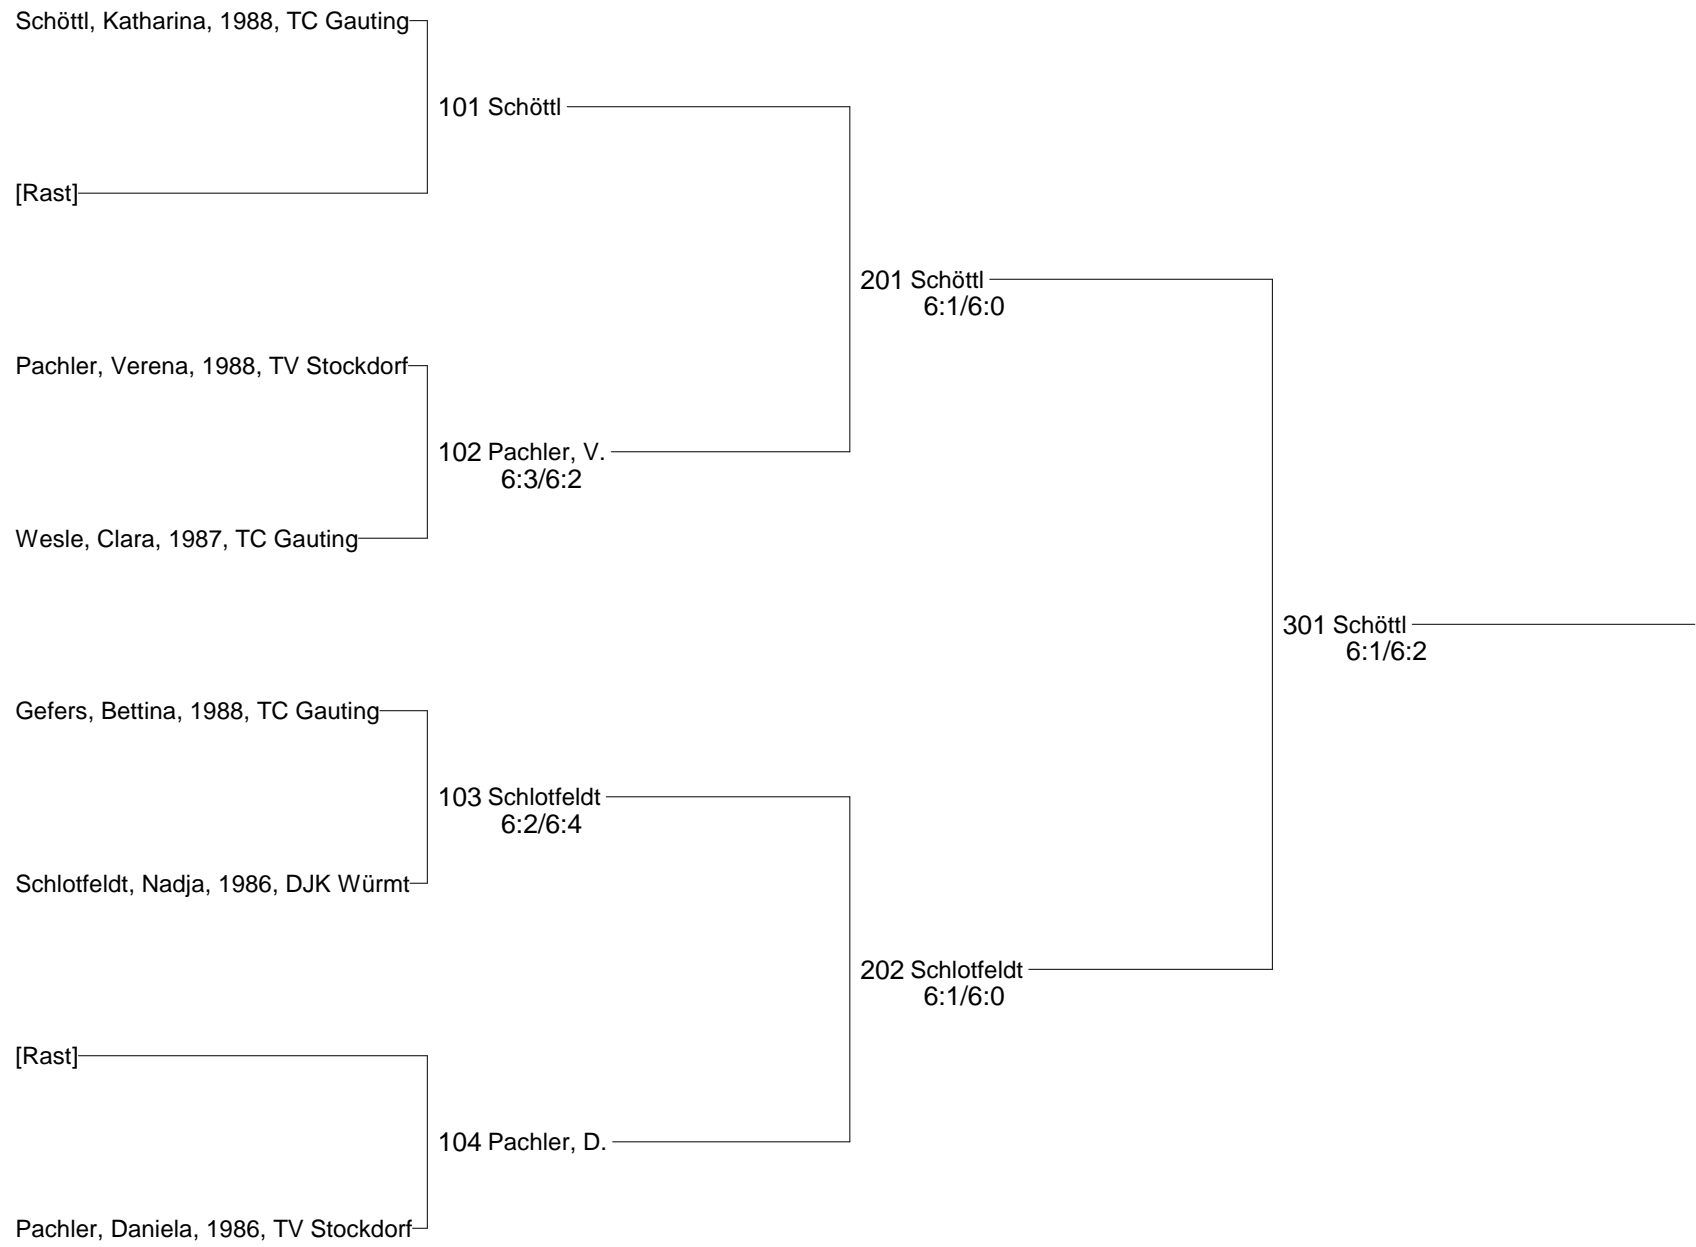 Schöttl, Katharina, 1988, TC Gauting
101 Schöttl
[Rast]
201 Schöttl
6:1/6:0
Pachler, Verena, 1988, TV Stockdorf
102 Pachler, V.
6:3/6:2
Wesle, Clara, 1987, TC Gauting
301 Schöttl
6:1/6:2
Gefers, Bettina, 1988, TC Gauting
103 Schlotfeldt
6:2/6:4
Schlotfeldt, Nadja, 1986, DJK Würmt
202 Schlotfeldt
6:1/6:0
[Rast]
104 Pachler, D.
Pachler, Daniela, 1986, TV Stockdorf